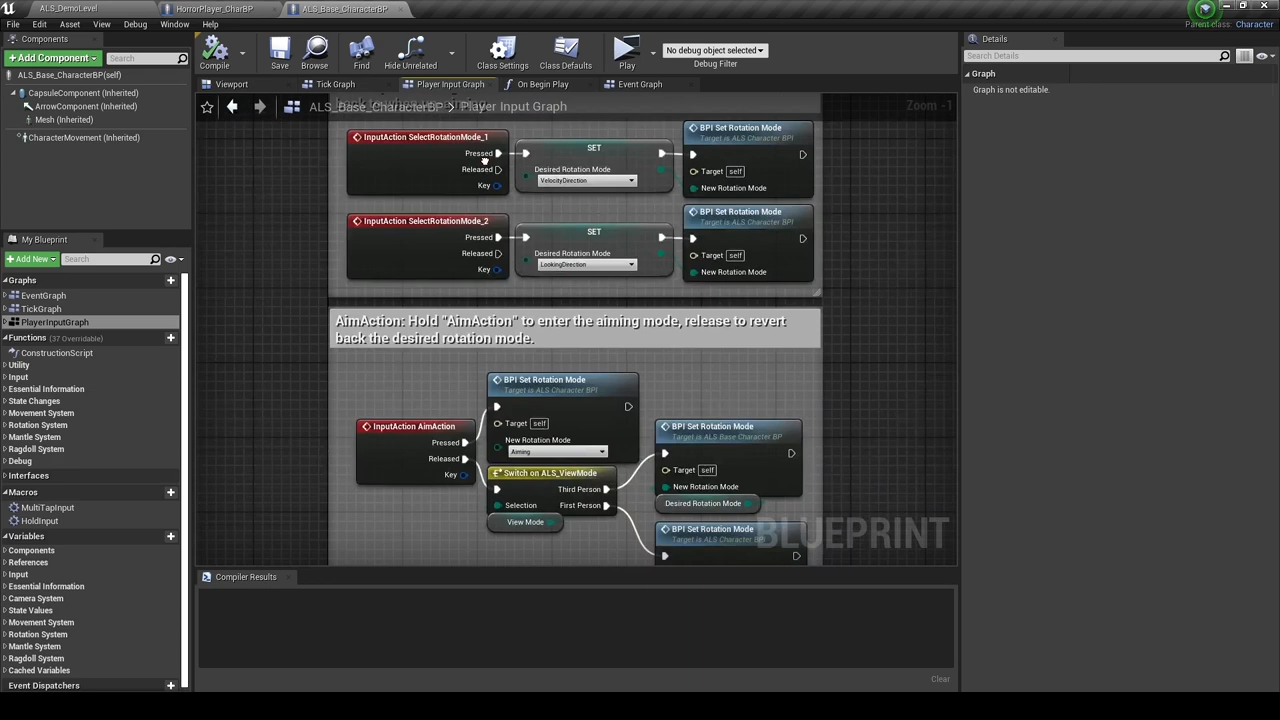 ALS_DemoLevel
HorrorPlayer_CharBP
ALS_Base_CharacterBP
File
Edit
Asset
View
Debug
Window
Help
Parent class:
Character
Components
+ Add Component
Search
ALS_Base_CharacterBP(self)
CapsuleComponent (Inherited)
ArrowComponent (Inherited)
Mesh (Inherited)
CharacterMovement (Inherited)
Compile
Save
Browse
Find
Hide Unrelated
Class Settings
Class Defaults
Play
No debug object selected
Debug Filter
Viewport
Tick Graph
Player Input Graph
On Begin Play
Event Graph
ALS_Base_CharacterBP > Player Input Graph
Zoom -1
InputAction SelectRotationMode_1
Pressed
Released
Key
SET
Desired Rotation Mode
VelocityDirection
BPI Set Rotation Mode
Target is ALS Character BPI
Target
self
New Rotation Mode
InputAction SelectRotationMode_2
Pressed
Released
Key
SET
Desired Rotation Mode
LookingDirection
BPI Set Rotation Mode
Target is ALS Character BPI
Target
self
New Rotation Mode
AimAction: Hold "AimAction" to enter the aiming mode, release to revert
back the desired rotation mode.
InputAction AimAction
Pressed
Released
Key
BPI Set Rotation Mode
Target is ALS Character BPI
Target
self
New Rotation Mode
Aiming
Switch on ALS_ViewMode
Third Person
Selection
First Person
View Mode
BPI Set Rotation Mode
Target is ALS Base Character BP
Target
self
New Rotation Mode
Desired Rotation Mode
BPI Set Rotation Mode
BLUEPRINT
My Blueprint
+ Add New
Search
Graphs
EventGraph
TickGraph
PlayerInputGraph
Functions (37 Overridable)
ConstructionScript
Utility
Input
Essential Information
State Changes
Movement System
Rotation System
Mantle System
Ragdoll System
Debug
Interfaces
Macros
MultiTapInput
HoldInput
Variables
Components
References
Input
Essential Information
Camera System
State Values
Movement System
Rotation System
Mantle System
Ragdoll System
Cached Variables
Event Dispatchers
Compiler Results
Clear
Details
Search Details
Graph
Graph is not editable.